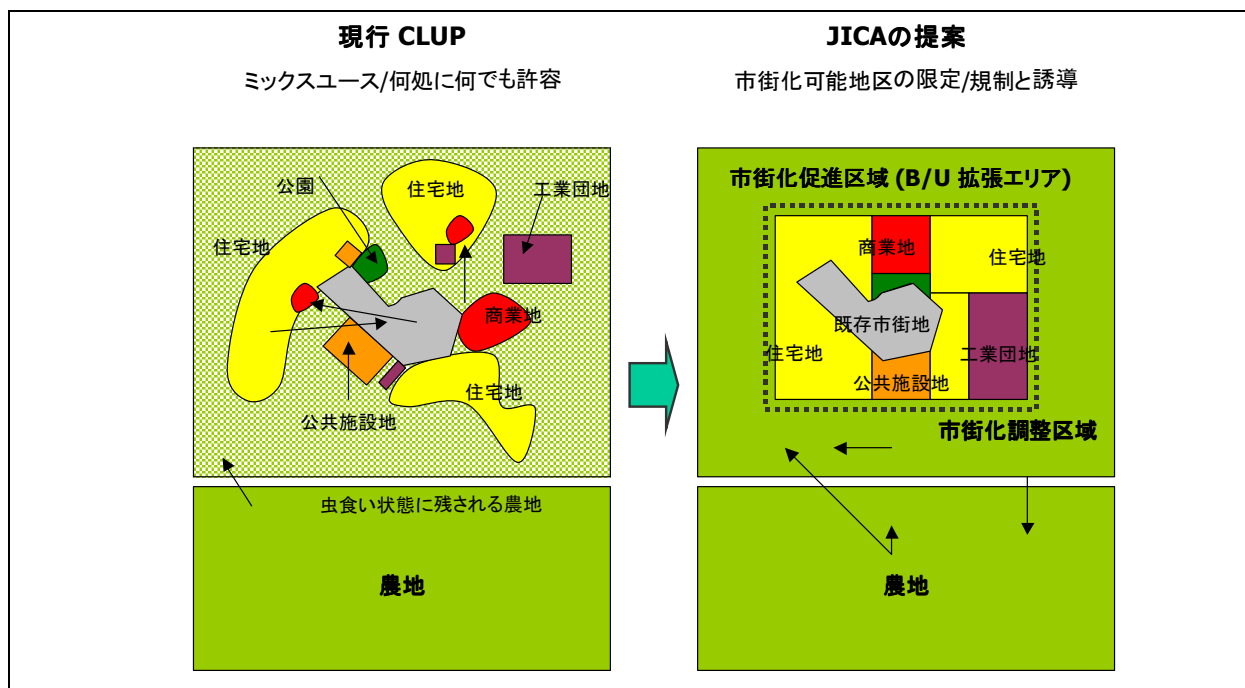 現行 CLUP
ミックスユース/何処に何でも許容
公園
住宅地
工業団地
住宅地
商業地
住宅地
公共施設地
虫食い状態に残される農地
農地
JICAの提案
市街化可能地区の限定/規制と誘導
市街化促進区域 (B/U 拡張エリア)
商業地
住宅地
既存市街地
住宅地
工業団地
公共施設地
市街化調整区域
農地